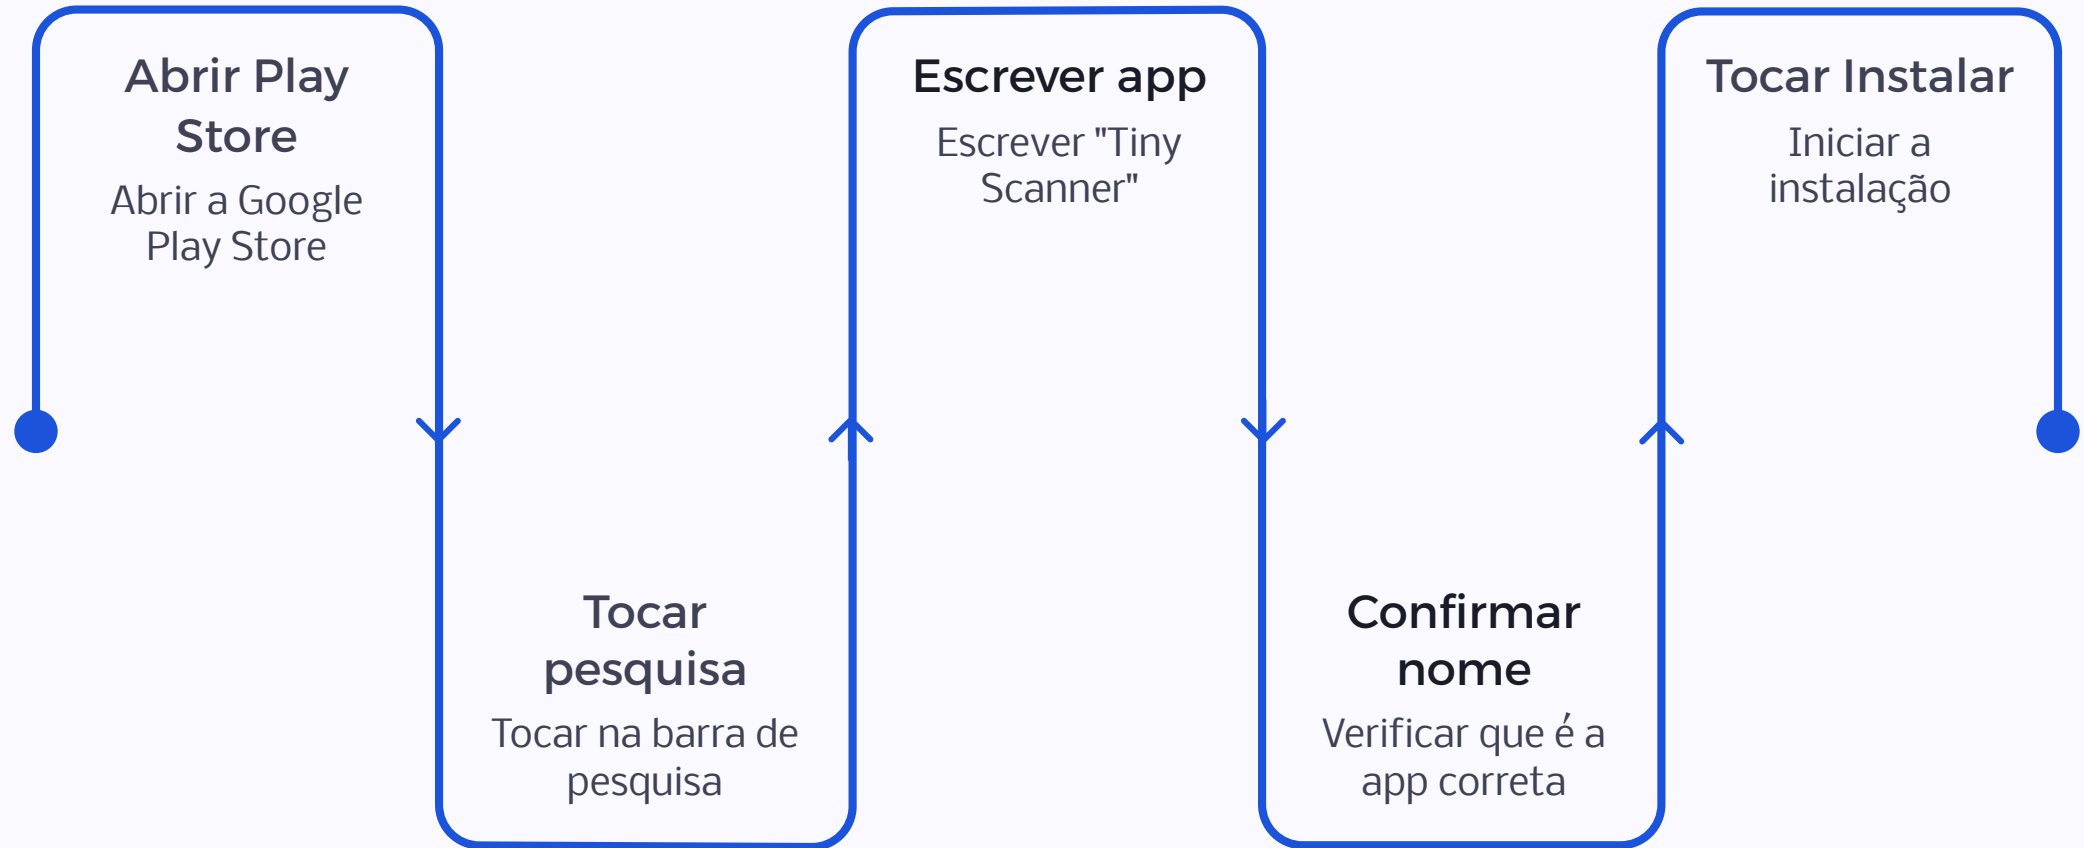 Abrir Play
Store
Abrir a Google
Play Store
Tocar
pesquisa
Tocar na barra de
pesquisa
Escrever app
Escrever "Tiny
Scanner"
Confirmar
nome
Verificar que é a
app correta
Tocar Instalar
Iniciar a
instalação